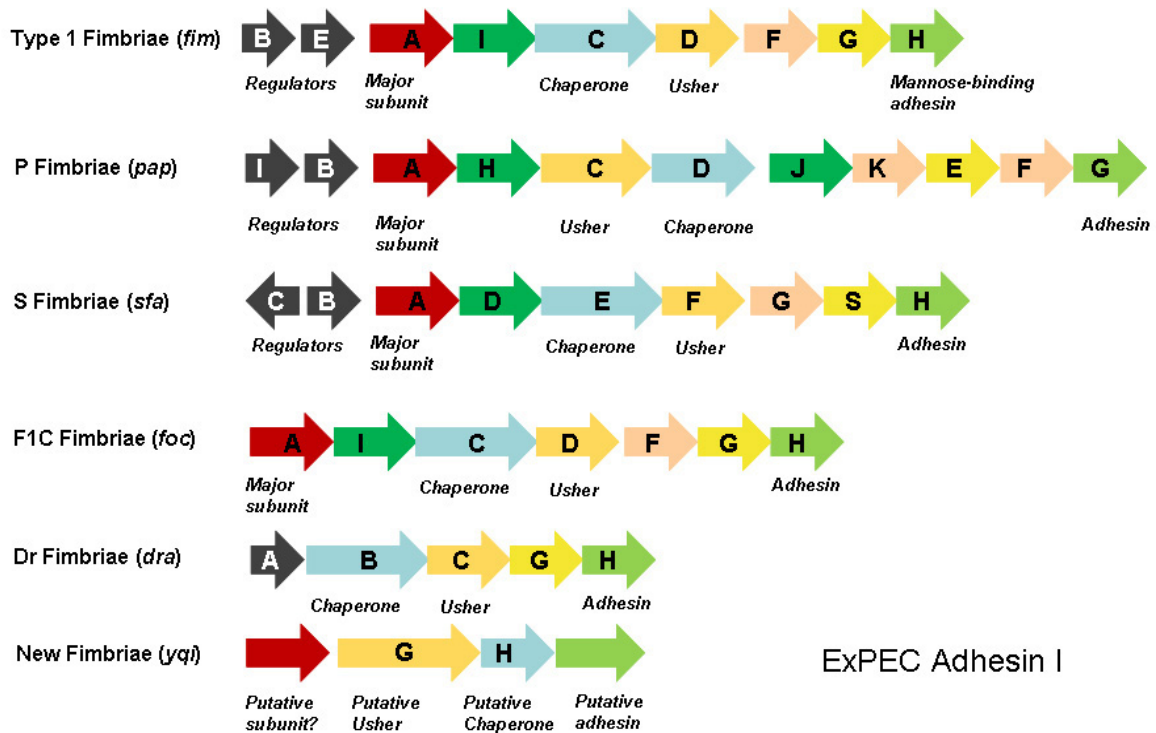 Type 1 Fimbriae (fim) B E A I C D F G H
Regulators Major subunit Chaperone Usher Mannose-binding adhesin
P Fimbriae (pap) I B A H C D J K E F G
Regulators Major subunit Usher Chaperone Adhesin
S Fimbriae (sfa) C B A D E F G S H
Regulators Major subunit Chaperone Usher Adhesin
F1C Fimbriae (foc) A I C D F G H
Major subunit Chaperone Usher Adhesin
Dr Fimbriae (dra) A B C G H
Chaperone Usher Adhesin
New Fimbriae (yqi) G H
Putative subunit? Putative Usher Putative Chaperone Putative adhesin
ExPEC Adhesin I